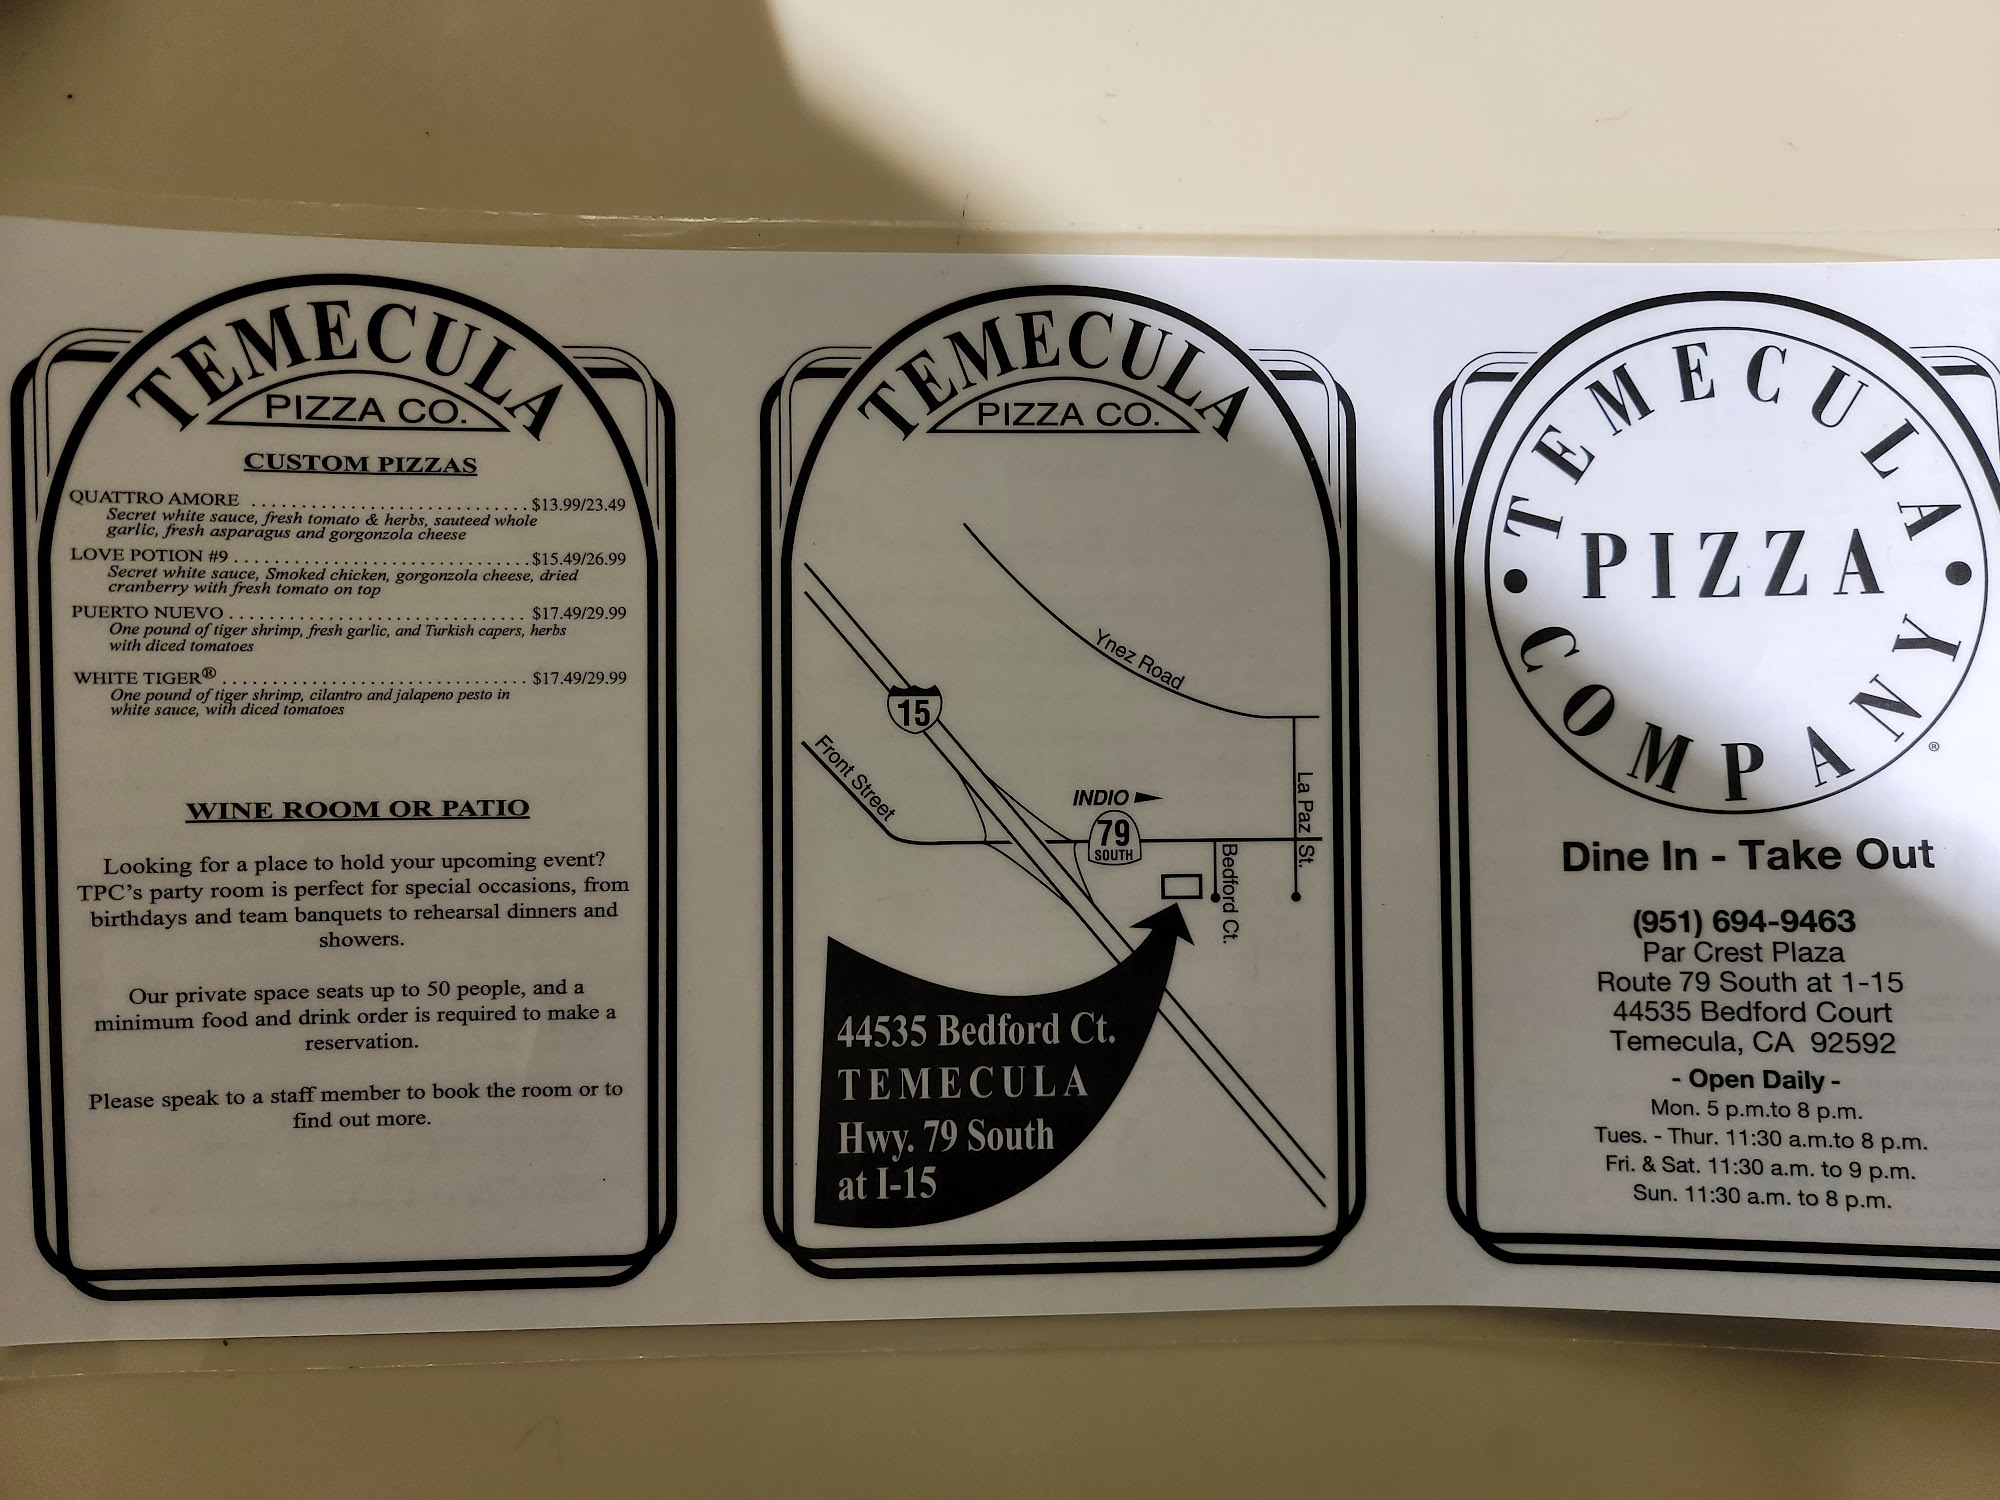 TEMECULA
PIZZA CO.
CUSTOM PIZZAS
QUATTRO AMORE ............................. $13.99/23.49
Secret white sauce, fresh tomato & herbs, sauteed whole
garlic, fresh asparagus and gorgonzola cheese
LOVE POTION #9 ............................. $15.49/26.99
Secret white sauce, Smoked chicken, gorgonzola cheese, dried
cranberry with fresh tomato on top
PUERTO NUEVO ............................. $17.49/29.99
One pound of tiger shrimp, fresh garlic, and Turkish capers, herbs
with diced tomatoes
WHITE TIGER® ............................. $17.49/29.99
One pound of tiger shrimp, cilantro and jalapeno pesto in
white sauce, with diced tomatoes
WINE ROOM OR PATIO
Looking for a place to hold your upcoming event?
TPC's party room is perfect for special occasions, from
birthdays and team banquets to rehearsal dinners and
showers.
Our private space seats up to 50 people, and a
minimum food and drink order is required to make a
reservation.
Please speak to a staff member to book the room or to
find out more.
TEMECULA
PIZZA CO.
Ynez Road
15
Front Street
INDIO
79
SOUTH
La Paz St.
Bedford Ct.
44535 Bedford Ct.
TEMECULA
Hwy. 79 South
at I-15
TEMECULA
PIZZA
COMPANY
®
Dine In - Take Out
(951) 694-9463
Par Crest Plaza
Route 79 South at 1-15
44535 Bedford Court
Temecula, CA 92592
- Open Daily -
Mon. 5 p.m.to 8 p.m.
Tues. - Thur. 11:30 a.m.to 8 p.m.
Fri. & Sat. 11:30 a.m. to 9 p.m.
Sun. 11:30 a.m. to 8 p.m.